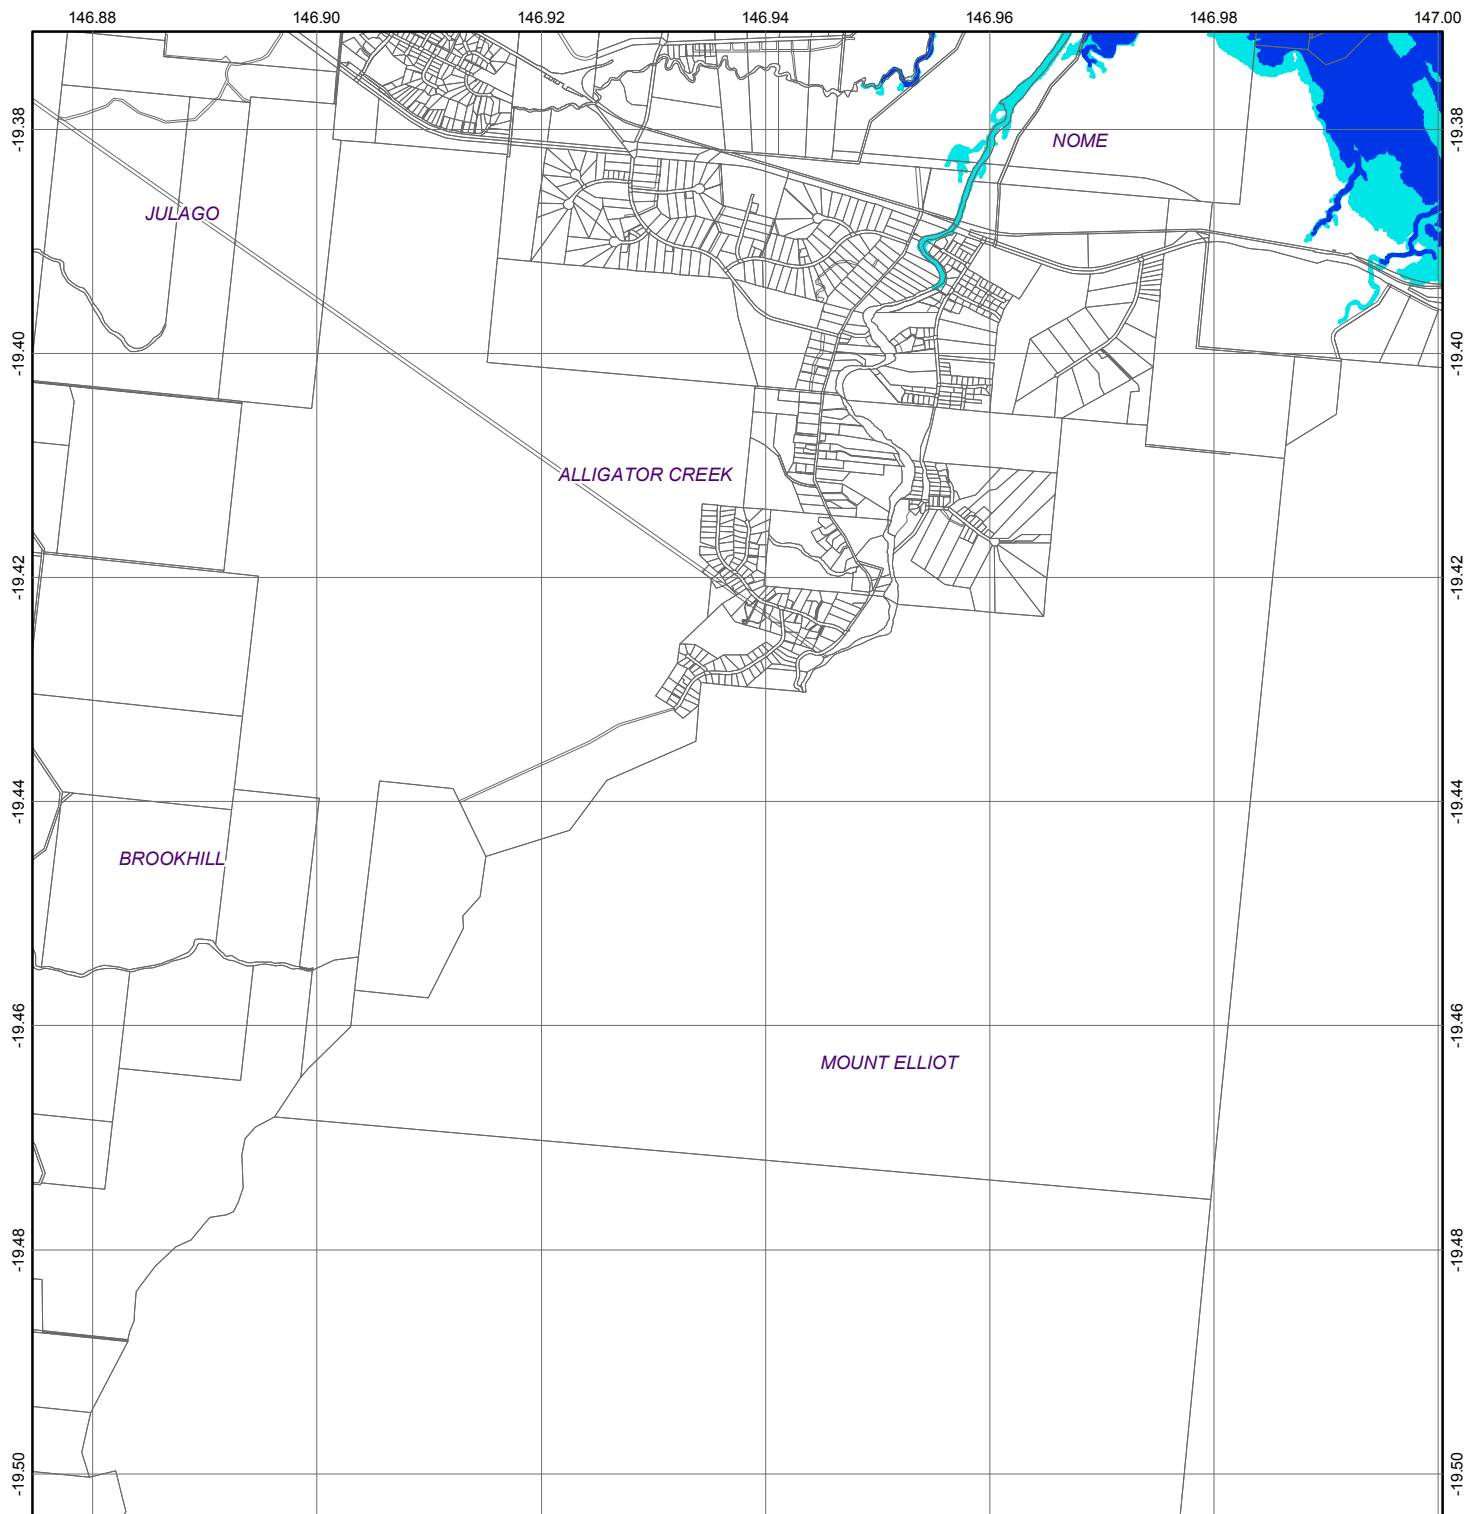 146.88 146.90 146.92 146.94 146.96 146.98 147.00
-19.38 -19.38
NOME
JULAGO
-19.40 -19.40
ALLIGATOR CREEK
-19.42 -19.42
-19.44 -19.44
BROOKHILL
-19.46 -19.46
MOUNT ELLIOT
-19.48 -19.48
-19.50 -19.50